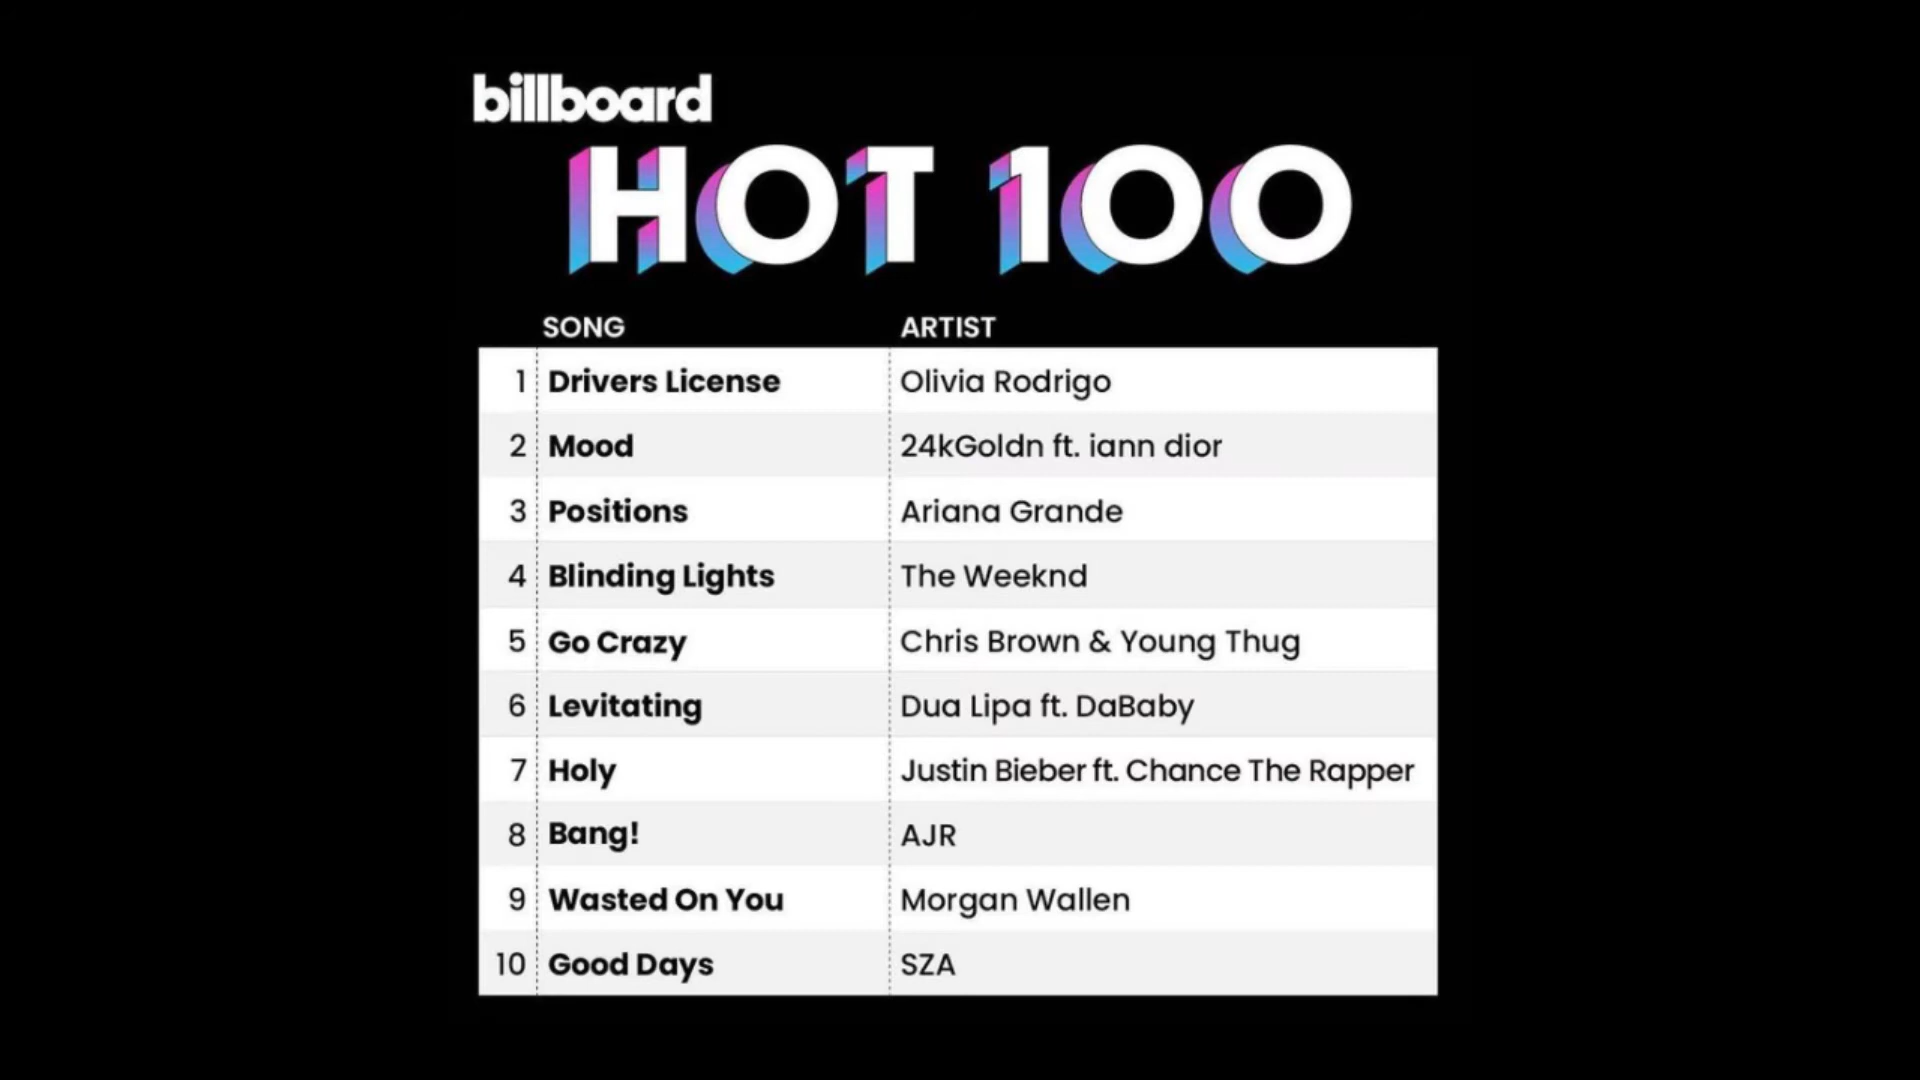 billboard
HOT 100
SONG ARTIST
1 Drivers License Olivia Rodrigo
2 Mood 24kGoldn ft. iann dior
3 Positions Ariana Grande
4 Blinding Lights The Weeknd
5 Go Crazy Chris Brown & Young Thug
6 Levitating Dua Lipa ft. DaBaby
7 Holy Justin Bieber ft. Chance The Rapper
8 Bang! AJR
9 Wasted On You Morgan Wallen
10 Good Days SZA